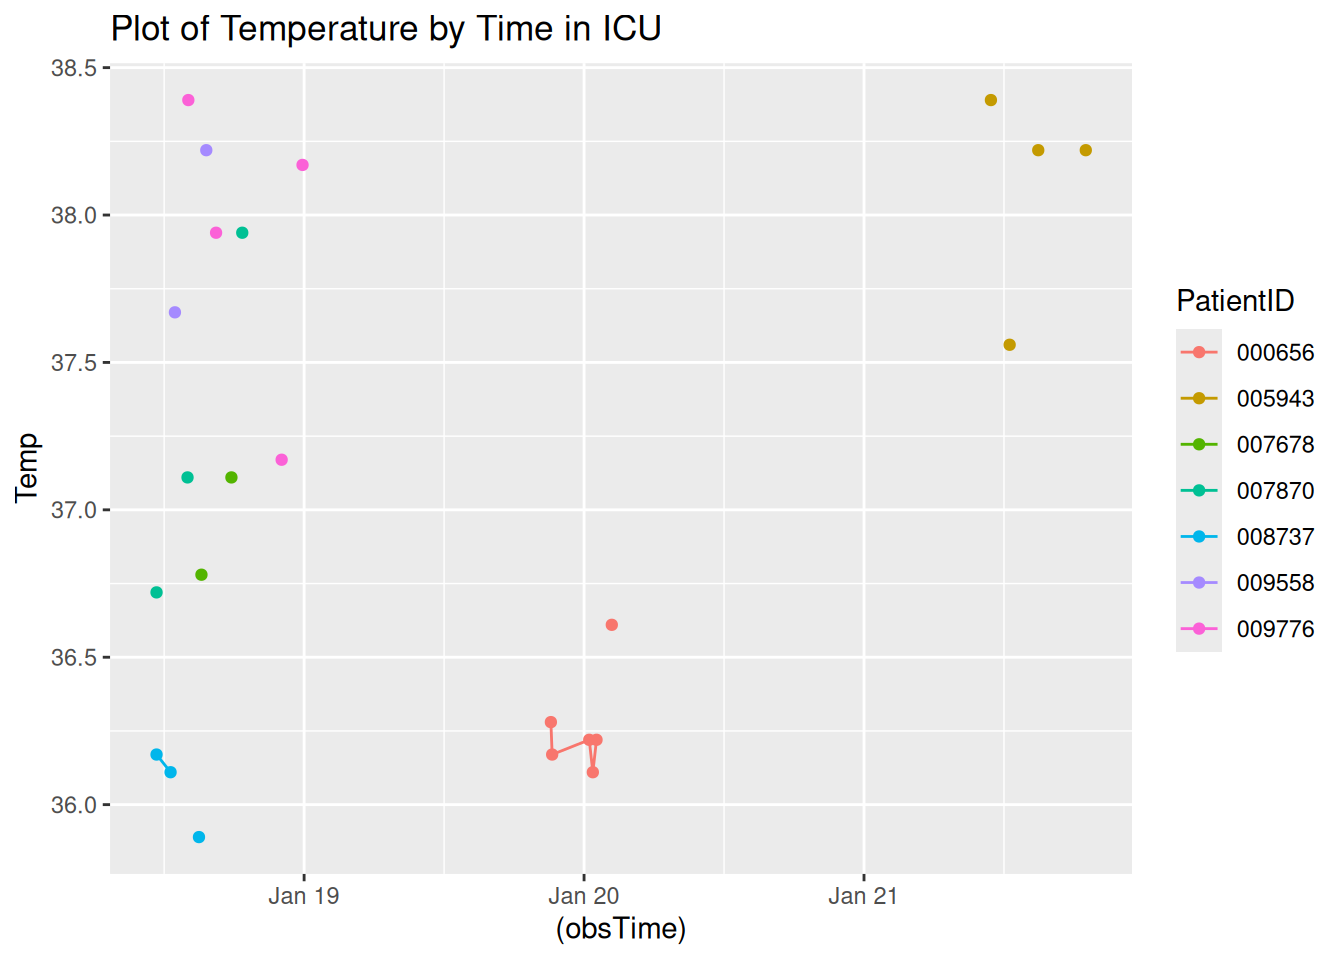 Plot of Temperature by Time in ICU
38.5
38.0
37.5
37.0
36.5
36.0
Temp
Jan 19
Jan 20
Jan 21
(obsTime)
PatientID
000656
005943
007678
007870
008737
009558
009776